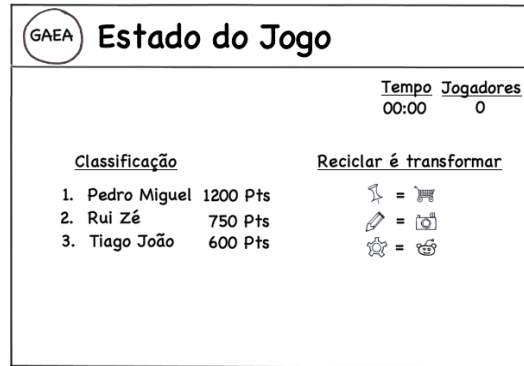 GAEA
Estado do Jogo
Tempo Jogadores
00:00 0
Classificação
1. Pedro Miguel 1200 Pts
2. Rui Zé 750 Pts
3. Tiago João 600 Pts
Reciclar é transformar
=
=
=